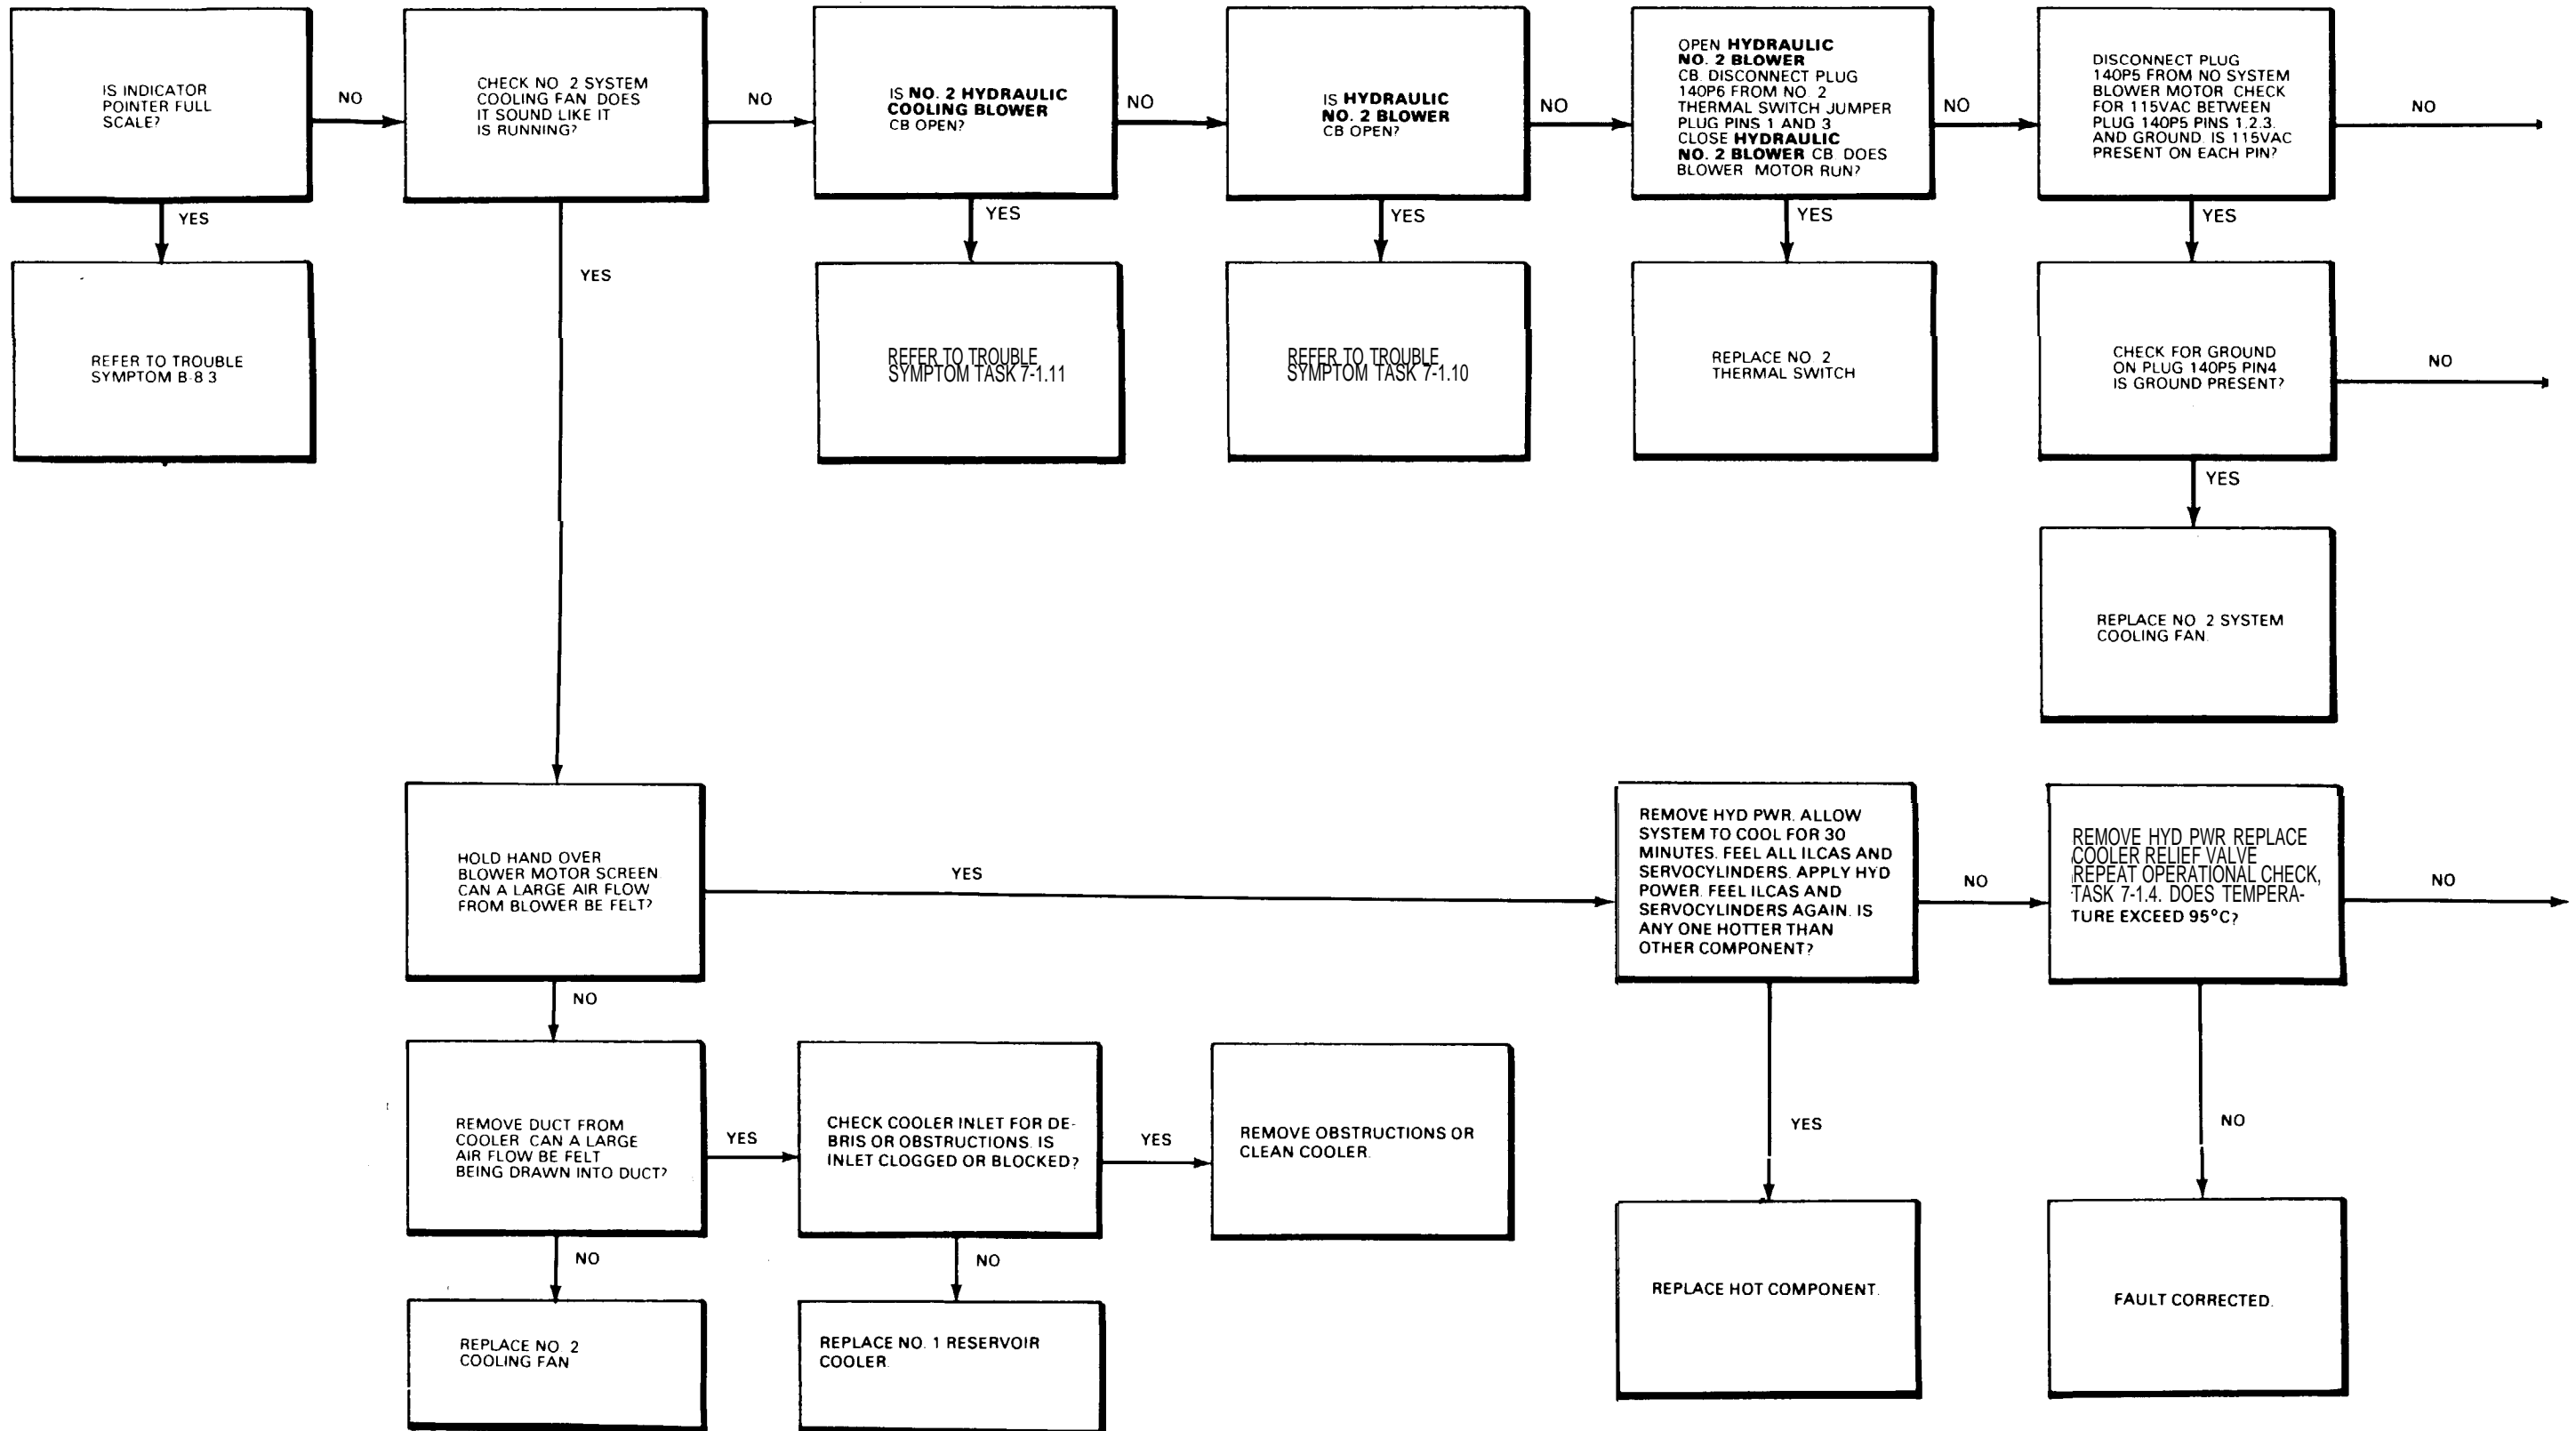 IS INDICATOR
POINTER FULL
SCALE?
NO
YES
REFER TO TROUBLE
SYMPTOM B-8 3
CHECK NO. 2 SYSTEM
COOLING FAN DOES
IT SOUND LIKE IT
IS RUNNING?
NO
YES
IS NO. 2 HYDRAULIC
COOLING BLOWER
CB OPEN?
NO
YES
REFER TO TROUBLE
SYMPTOM TASK 7-1.11
IS HYDRAULIC
NO. 2 BLOWER
CB OPEN?
NO
YES
REFER TO TROUBLE
SYMPTOM TASK 7-1.10
OPEN HYDRAULIC
NO. 2 BLOWER
CB. DISCONNECT PLUG
140P6 FROM NO. 2
THERMAL SWITCH JUMPER
PLUG PINS 1 AND 3
CLOSE HYDRAULIC
NO. 2 BLOWER CB. DOES
BLOWER MOTOR RUN?
NO
YES
REPLACE NO. 2
THERMAL SWITCH
DISCONNECT PLUG
140P5 FROM NO SYSTEM
BLOWER MOTOR CHECK
FOR 115VAC BETWEEN
PLUG 140P5 PINS 1.2.3.
AND GROUND. IS 115VAC
PRESENT ON EACH PIN?
NO
YES
CHECK FOR GROUND
ON PLUG 140P5 PIN4
IS GROUND PRESENT?
NO
YES
REPLACE NO. 2 SYSTEM
COOLING FAN.
HOLD HAND OVER
BLOWER MOTOR SCREEN.
CAN A LARGE AIR FLOW
FROM BLOWER BE FELT?
YES
NO
REMOVE HYD PWR. ALLOW
SYSTEM TO COOL FOR 30
MINUTES. FEEL ALL ILCAS AND
SERVOCYLINDERS. APPLY HYD
POWER. FEEL ILCAS AND
SERVOCYLINDERS AGAIN. IS
ANY ONE HOTTER THAN
OTHER COMPONENT?
NO
YES
REMOVE HYD PWR REPLACE
COOLER RELIEF VALVE
REPEAT OPERATIONAL CHECK,
TASK 7-1.4. DOES TEMPERA-
TURE EXCEED 95°C?
NO
NO
REMOVE DUCT FROM
COOLER CAN A LARGE
AIR FLOW BE FELT
BEING DRAWN INTO DUCT?
YES
NO
CHECK COOLER INLET FOR DE-
BRIS OR OBSTRUCTIONS. IS
INLET CLOGGED OR BLOCKED?
YES
NO
REMOVE OBSTRUCTIONS OR
CLEAN COOLER.
REPLACE NO. 2
COOLING FAN
REPLACE NO. 1 RESERVOIR
COOLER.
REPLACE HOT COMPONENT.
FAULT CORRECTED.